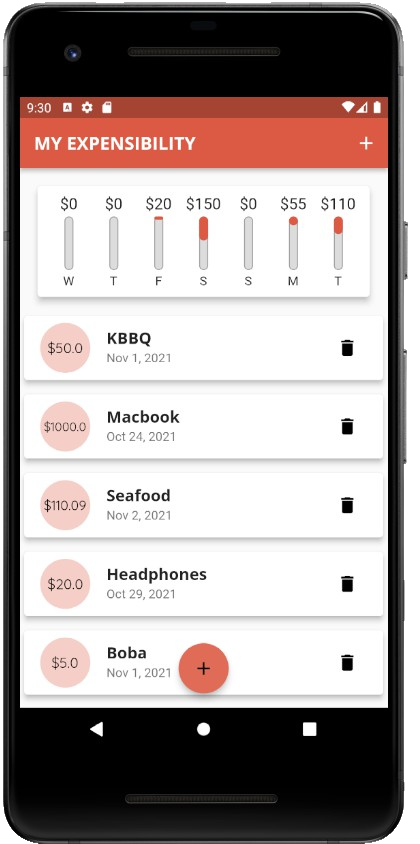 9:30
MY EXPENSIBILITY +
$0 $0 $20 $150 $0 $55 $110
W T F S S M T
$50.0
KBBQ
Nov 1, 2021
$1000.0
Macbook
Oct 24, 2021
$110.09
Seafood
Nov 2, 2021
$20.0
Headphones
Oct 29, 2021
$5.0
Boba
Nov 1, 2021
+